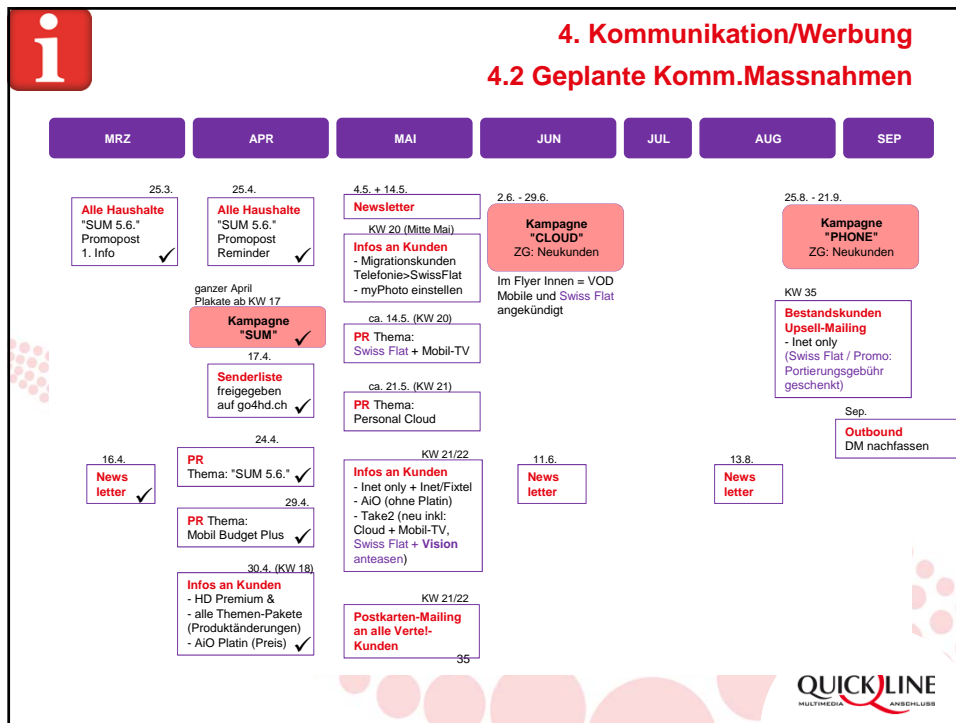 i
4. Kommunikation/Werbung
4.2 Geplante Komm.Massnahmen
MRZ
APR
MAI
JUN
JUL
AUG
SEP
25.3.
Alle Haushalte
"SUM 5.6."
Promopost
1. Info ✓
16.4.
News
letter ✓
25.4.
Alle Haushalte
"SUM 5.6."
Promopost
Reminder ✓
ganzer April
Plakate ab KW 17
Kampagne
"SUM" ✓
17.4.
Senderliste
freigegeben
auf go4hd.ch ✓
24.4.
PR
Thema: "SUM 5.6." ✓
29.4.
PR Thema:
Mobil Budget Plus ✓
30.4. (KW 18)
Infos an Kunden
- HD Premium &
- alle Themen-Pakete
(Produktänderungen)
- AiO Platin (Preis) ✓
4.5. + 14.5.
Newsletter
KW 20 (Mitte Mai)
Infos an Kunden
- Migrationskunden
Telefonie>SwissFlat
- myPhoto einstellen
ca. 14.5. (KW 20)
PR Thema:
Swiss Flat + Mobil-TV
ca. 21.5. (KW 21)
PR Thema:
Personal Cloud
KW 21/22
Infos an Kunden
- Inet only + Inet/Fixtel
- AiO (ohne Platin)
- Take2 (neu inkl:
Cloud + Mobil-TV,
Swiss Flat + Vision
anteasen)
KW 21/22
Postkarten-Mailing
an alle Verte!-
Kunden
2.6. - 29.6.
Kampagne
"CLOUD"
ZG: Neukunden
Im Flyer Innen = VOD
Mobile und Swiss Flat
angekündigt
11.6.
News
letter
25.8. - 21.9.
Kampagne
"PHONE"
ZG: Neukunden
KW 35
Bestandskunden
Upsell-Mailing
- Inet only
(Swiss Flat / Promo:
Portierungsgebühr
geschenkt)
Sep.
Outbound
DM nachfassen
13.8.
News
letter
35
QUICKLINE
MULTIMEDIA ANSCHLUSS